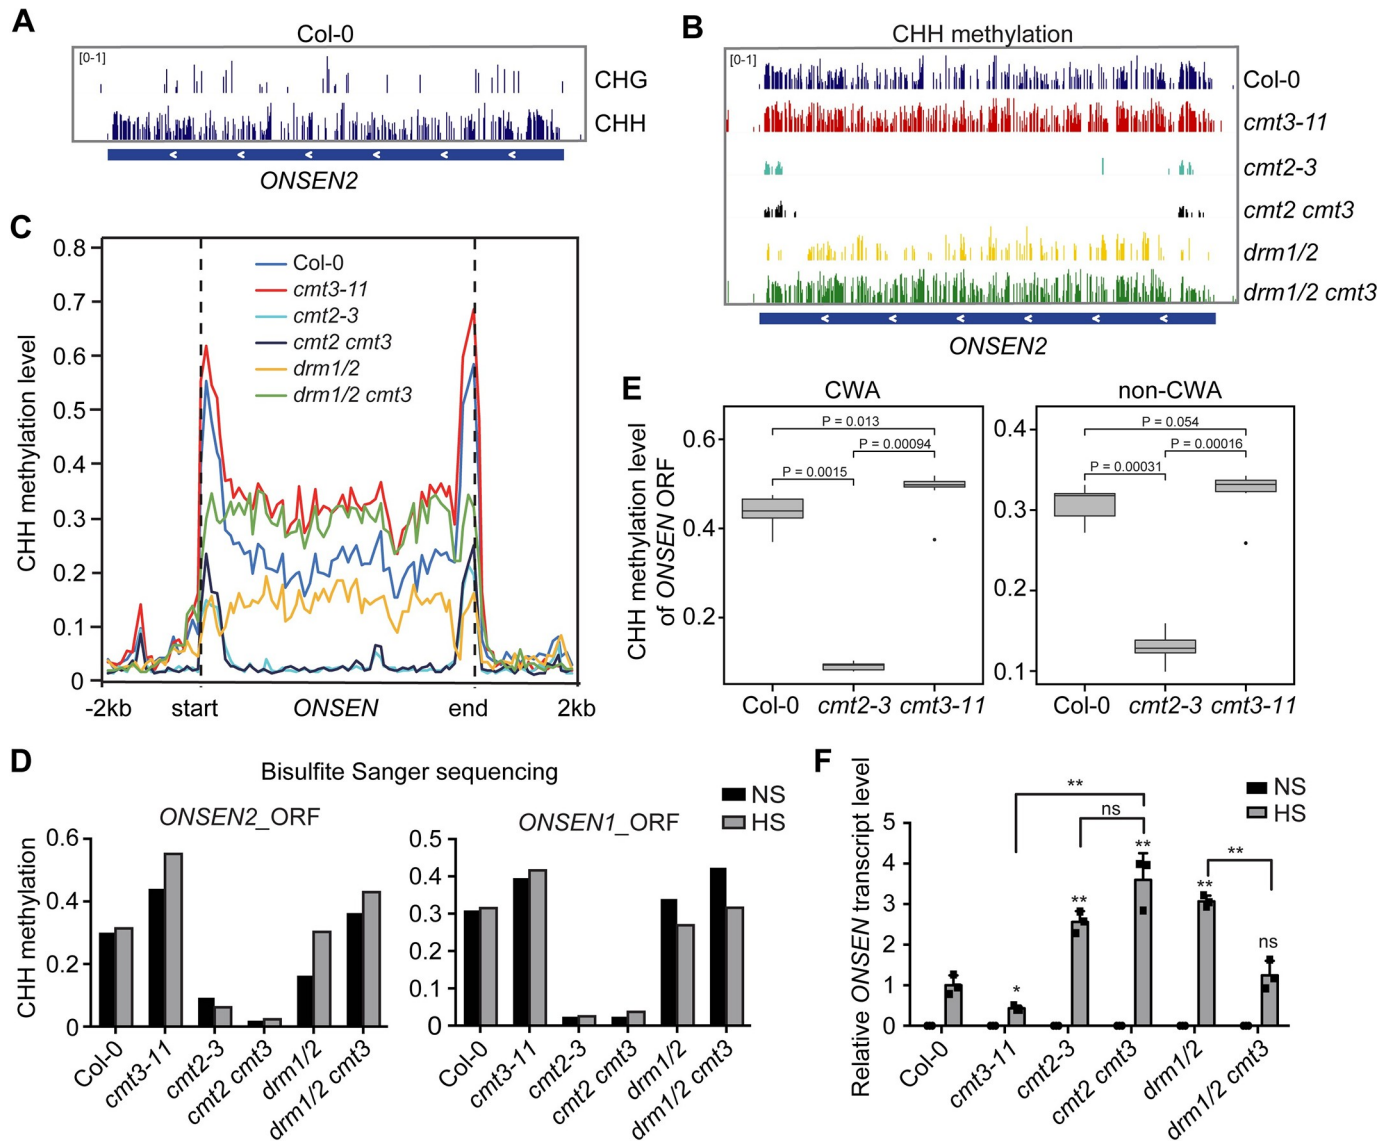 A
Col-0
[0-1]
CHG
CHH
ONSEN2
B
CHH methylation
[0-1]
Col-0
cmt3-11
cmt2-3
cmt2 cmt3
drm1/2
drm1/2 cmt3
ONSEN2
C
CHH methylation level
0.8
0.7
0.6
0.5
0.4
0.3
0.2
0.1
0
Col-0
cmt3-11
cmt2-3
cmt2 cmt3
drm1/2
drm1/2 cmt3
-2kb
start
ONSEN
end
2kb
E
CHH methylation level
of ONSEN ORF
CWA
0.6
0.4
0.2
P = 0.013
P = 0.00094
P = 0.0015
Col-0
cmt2-3
cmt3-11
non-CWA
0.4
0.3
0.2
0.1
P = 0.054
P = 0.00016
P = 0.00031
Col-0
cmt2-3
cmt3-11
D
Bisulfite Sanger sequencing
NS
HS
ONSEN2_ORF
CHH methylation
0.6
0.4
0.2
0
Col-0
cmt3-11
cmt2-3
cmt2 cmt3
drm1/2
drm1/2 cmt3
ONSEN1_ORF
0.5
0.4
0.3
0.2
0.1
0
Col-0
cmt3-11
cmt2-3
cmt2 cmt3
drm1/2
drm1/2 cmt3
F
Relative ONSEN transcript level
NS
HS
5
4
3
2
1
0
**
ns
**
**
**
**
*
ns
Col-0
cmt3-11
cmt2-3
cmt2 cmt3
drm1/2
drm1/2 cmt3